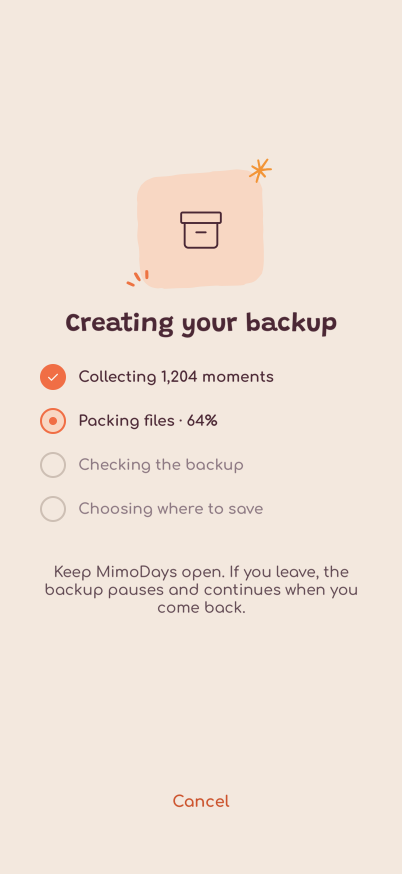 Creating your backup
Collecting 1,204 moments
Packing files · 64%
Checking the backup
Choosing where to save
Keep MimoDays open. If you leave, the
backup pauses and continues when you
come back.
Cancel